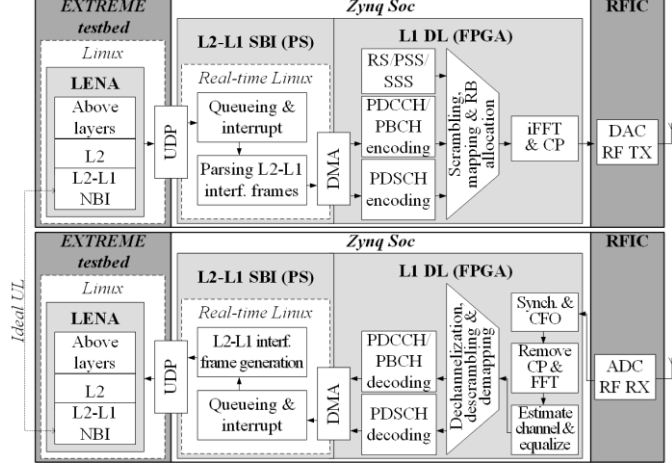 EXTREME
testbed
Zynq Soc
RFIC
Linux
L2-L1 SBI (PS)
L1 DL (FPGA)
LENA
Real-time Linux
Above
layers
L2
L2-L1
NBI
UDP
Queueing &
interrupt
Parsing L2-L1
interf. frames
DMA
RS/PSS/
SSS
PDCCH/
PBCH
encoding
PDSCH
encoding
Scrambling,
mapping & RB
allocation
iFFT
& CP
DAC
RF TX
Ideal UL
EXTREME
testbed
Zynq Soc
RFIC
Linux
L2-L1 SBI (PS)
L1 DL (FPGA)
LENA
Real-time Linux
Above
layers
L2
L2-L1
NBI
UDP
L2-L1 interf.
frame generation
Queueing &
interrupt
DMA
PDCCH/
PBCH
decoding
PDSCH
decoding
Dechannelization,
descrambling &
demapping
Synch. &
CFO
Remove
CP &
FFT
Estimate
channel &
equalize
ADC
RF RX